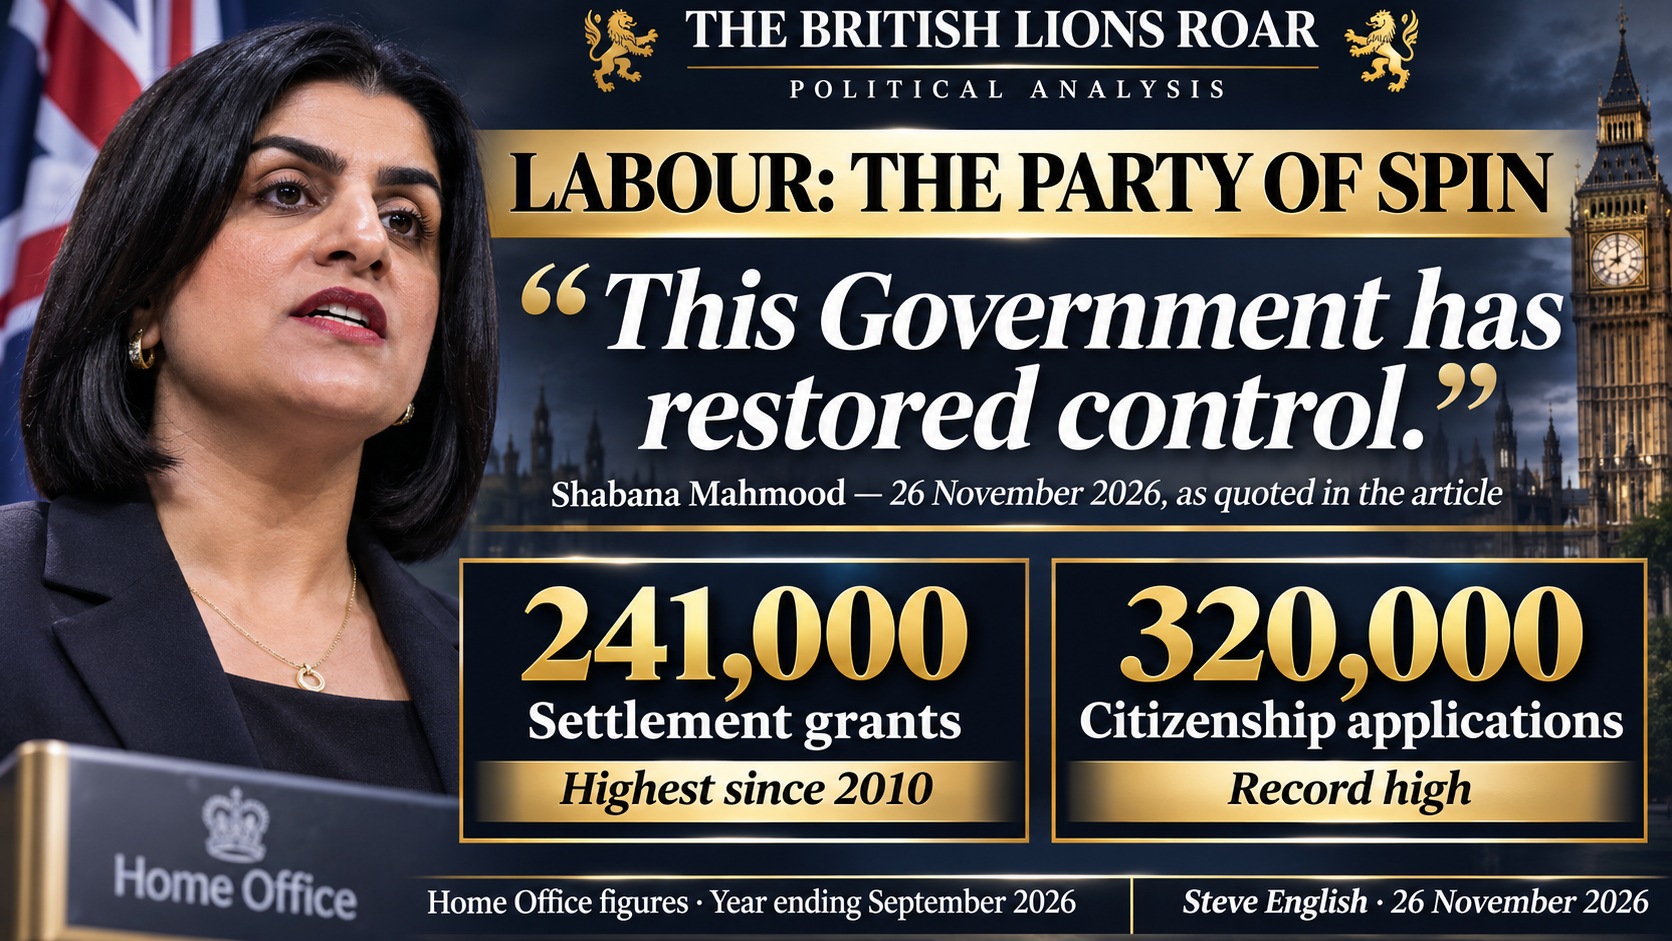 THE BRITISH LIONS ROAR
POLITICAL ANALYSIS
LABOUR: THE PARTY OF SPIN
“This Government has
restored control.”
Shabana Mahmood — 26 November 2026, as quoted in the article
241,000
Settlement grants
Highest since 2010
320,000
Citizenship applications
Record high
Home Office
Home Office figures · Year ending September 2026
Steve English · 26 November 2026